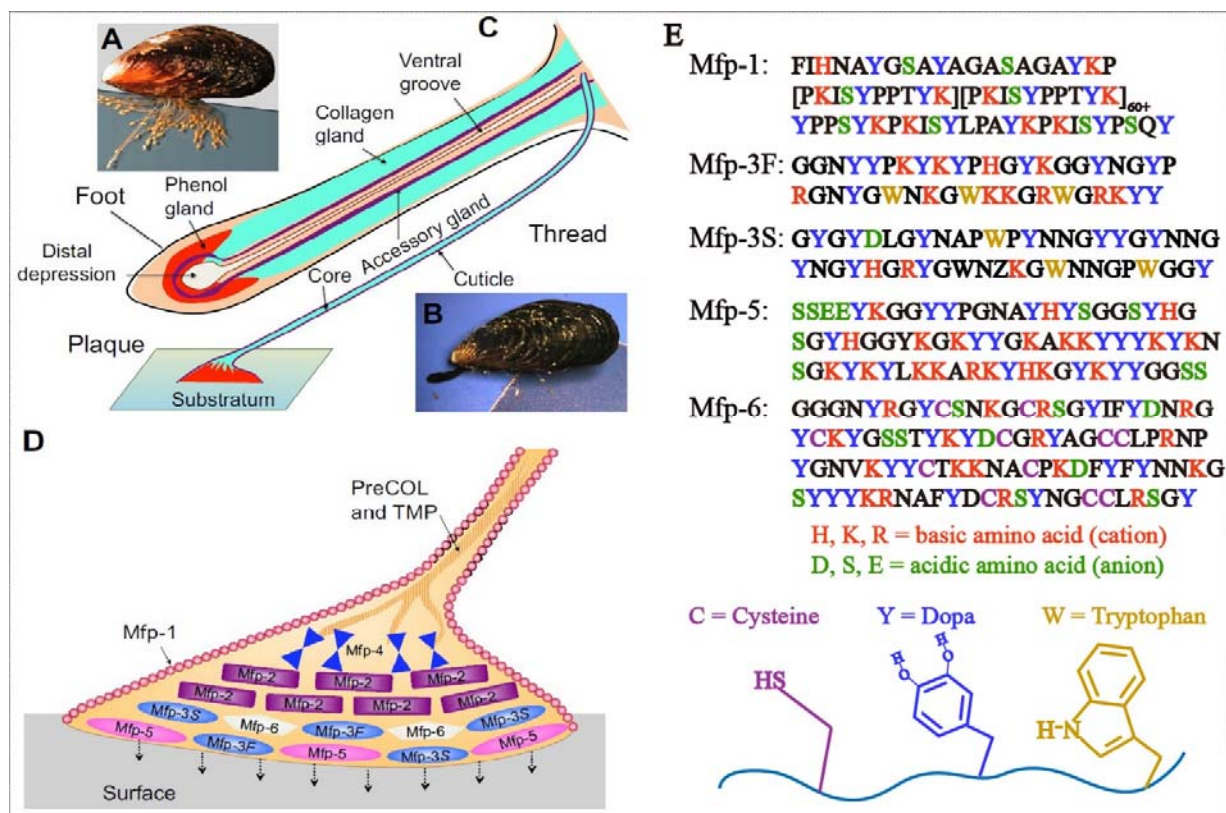 A
C
Ventral
groove
Collagen
gland
Foot
Phenol
gland
Distal
depression
Accessory gland
Thread
Core
Cuticle
B
Plaque
Substratum
D
PreCOL
and TMP
Mfp-1
Mfp-4
Mfp-2 Mfp-2 Mfp-2
Mfp-2 Mfp-2 Mfp-2 Mfp-2
Mfp-3S Mfp-6 Mfp-3F Mfp-6 Mfp-3S
Mfp-5 Mfp-3F Mfp-5 Mfp-3S Mfp-5
Surface
E
Mfp-1: FIHNAYGSAYAGASAGAYKP
[PKISYPPTYK][PKISYPPTYK]60+
YPPSYKPKISYLPAYKPKISYPSQY
Mfp-3F: GGNYYPKYKYPHGYKGGYNGYP
RGNYGWNKGWKKGRWGRKYY
Mfp-3S: GYGYDLGYNAPWPYNNGYYGYNNG
YNGYHGRYGWNZKGWNNGPWGGY
Mfp-5: SSEEYKGGYYPGNAYHYSGGSYHG
SGYHGGYKGKYYGKAKKYYYKYKN
SGKYKYLKKARKYHKGYKYYGGSS
Mfp-6: GGGNYRGYCSNKGCRSGYIFYDNRG
YCKYGSSTYKYDCGRYAGCCLPRNP
YGNVKYYCTKKNACPKDFYFYNNKG
SYYYKRNAFYDCRSYNGCCLRSGY
H, K, R = basic amino acid (cation)
D, S, E = acidic amino acid (anion)
C = Cysteine Y = Dopa W = Tryptophan
HS
H
O
H
O
H-N